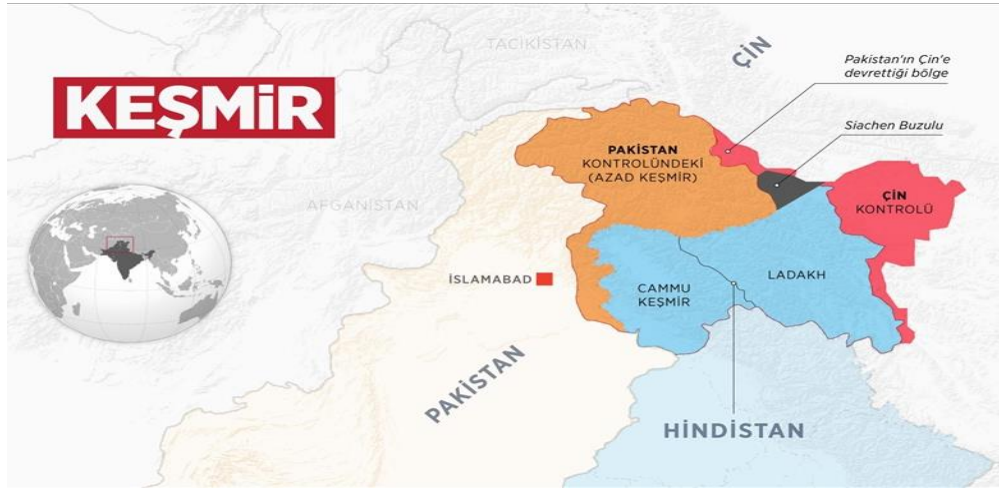 TACİKİSTAN
ÇİN
Pakistan'ın Çin'e
devrettiği bölge
KEŞMİR
Siachen Buzulu
PAKİSTAN
KONTROLÜNDEKİ
(AZAD KEŞMİR)
ÇİN
KONTROLÜ
AFGANİSTAN
İSLAMABAD
LADAKH
CAMMU
KEŞMİR
PAKİSTAN
HİNDİSTAN